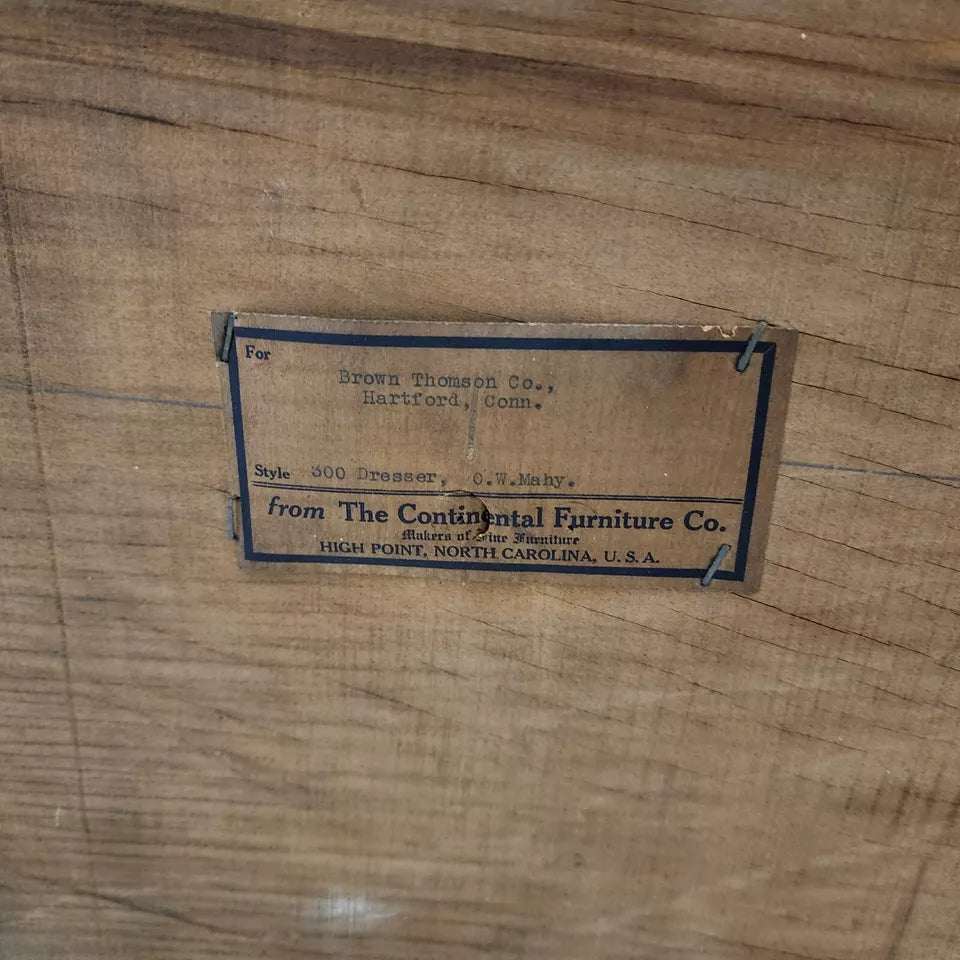 For
Brown Thomson Co.,
Hartford, Conn.
Style 300 Dresser, O.W.Mahy.
from The Continental Furniture Co.
Makers of Fine Furniture
HIGH POINT, NORTH CAROLINA, U. S. A.